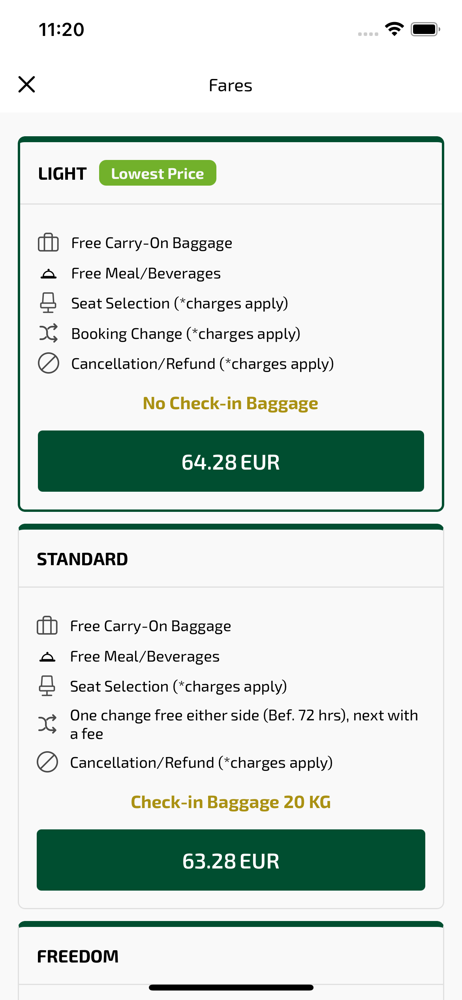 11:20
Fares
LIGHT
Lowest Price
Free Carry-On Baggage
Free Meal/Beverages
Seat Selection (*charges apply)
Booking Change (*charges apply)
Cancellation/Refund (*charges apply)
No Check-in Baggage
64.28 EUR
STANDARD
Free Carry-On Baggage
Free Meal/Beverages
Seat Selection (*charges apply)
One change free either side (Bef. 72 hrs), next with
a fee
Cancellation/Refund (*charges apply)
Check-in Baggage 20 KG
63.28 EUR
FREEDOM